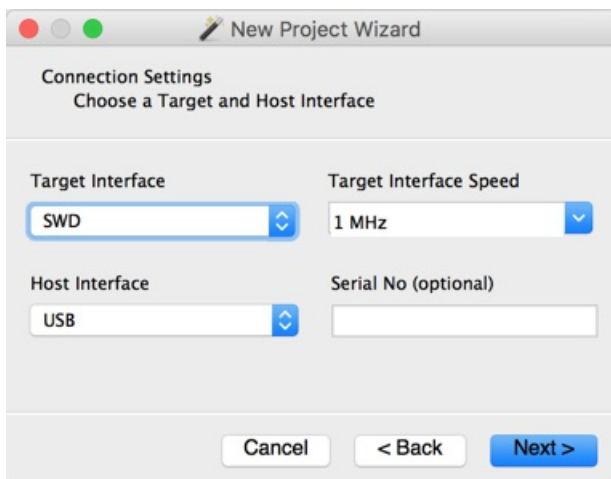 New Project Wizard
Connection Settings
Choose a Target and Host Interface
Target Interface
Target Interface Speed
SWD
1 MHz
Host Interface
Serial No (optional)
USB
Cancel
< Back
Next >